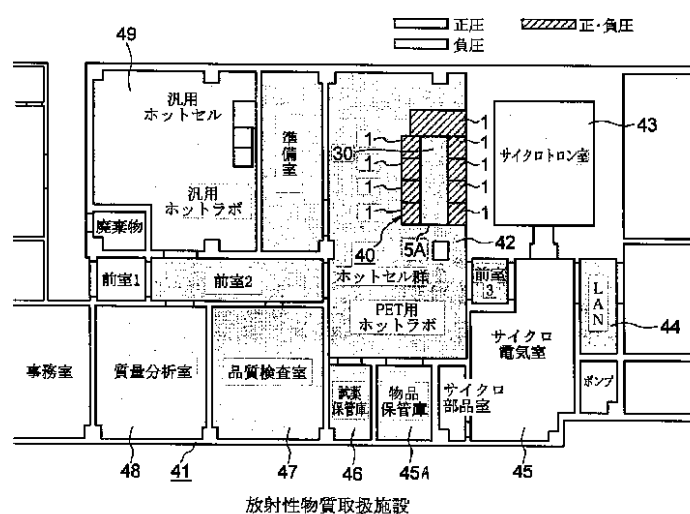 正圧
負圧
正・負圧
49
汎用
ホットセル
汎用
ホットラボ
準備室
30
1
1
1
1
1
1
1
1
1
40
5A
42
ホットセル群
PET用
ホットラボ
サイクロトロン室
43
廃棄物
前室1
前室2
前室3
LAN
44
サイクロ
電気室
事務室
質量分析室
品質検査室
試薬
保管庫
物品
保管庫
サイクロ
部品室
ポンプ
48
41
47
46
45A
45
放射性物質取扱施設